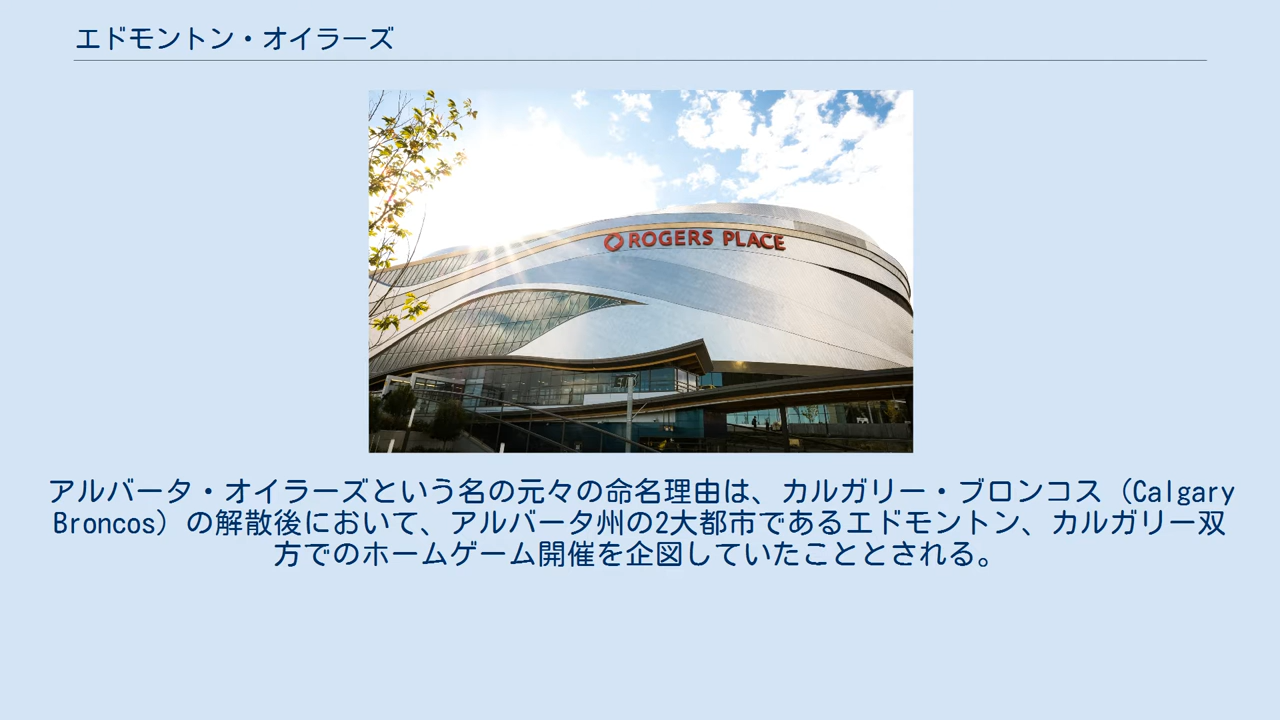 エドモントン・オイラーズ
ROGERS PLACE
アルバータ・オイラーズという名の元々の命名理由は、カルガリー・ブロンコス（Calgary
Broncos）の解散後において、アルバータ州の2大都市であるエドモントン、カルガリー双
方でのホームゲーム開催を企図していたこととされる。